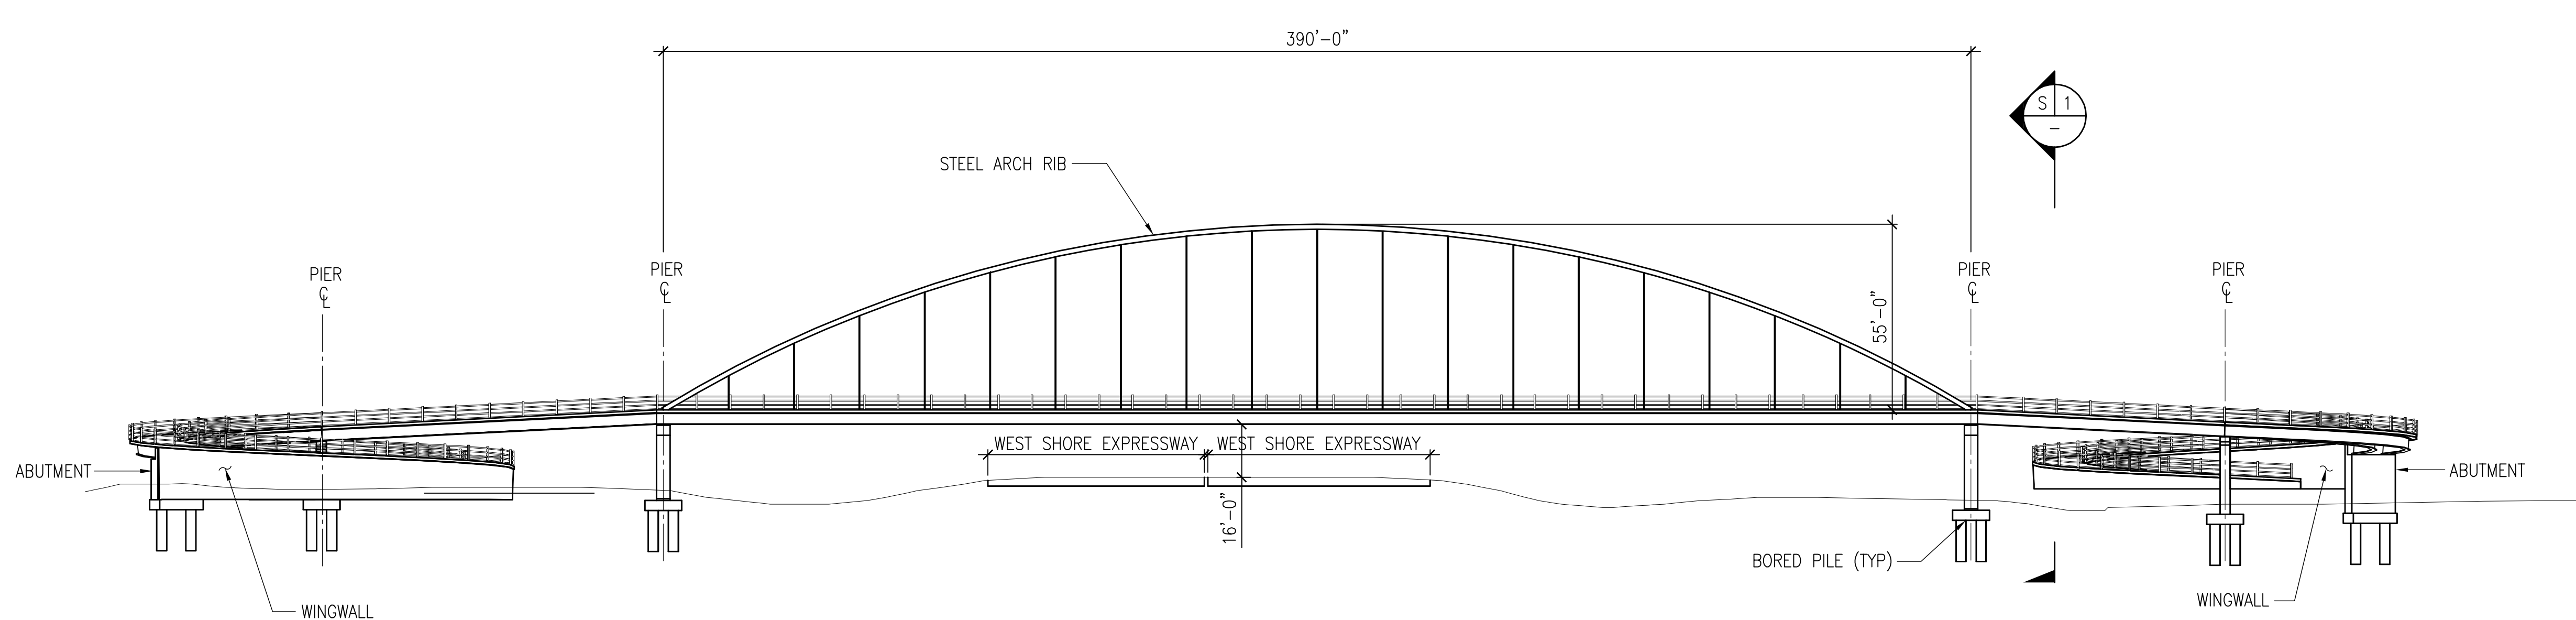 390'-0"
S 1
–
STEEL ARCH RIB
PIER
℄
PIER
℄
PIER
℄
PIER
℄
55'-0"
WEST SHORE EXPRESSWAY
WEST SHORE EXPRESSWAY
ABUTMENT
ABUTMENT
16'-0"
BORED PILE (TYP)
WINGWALL
WINGWALL